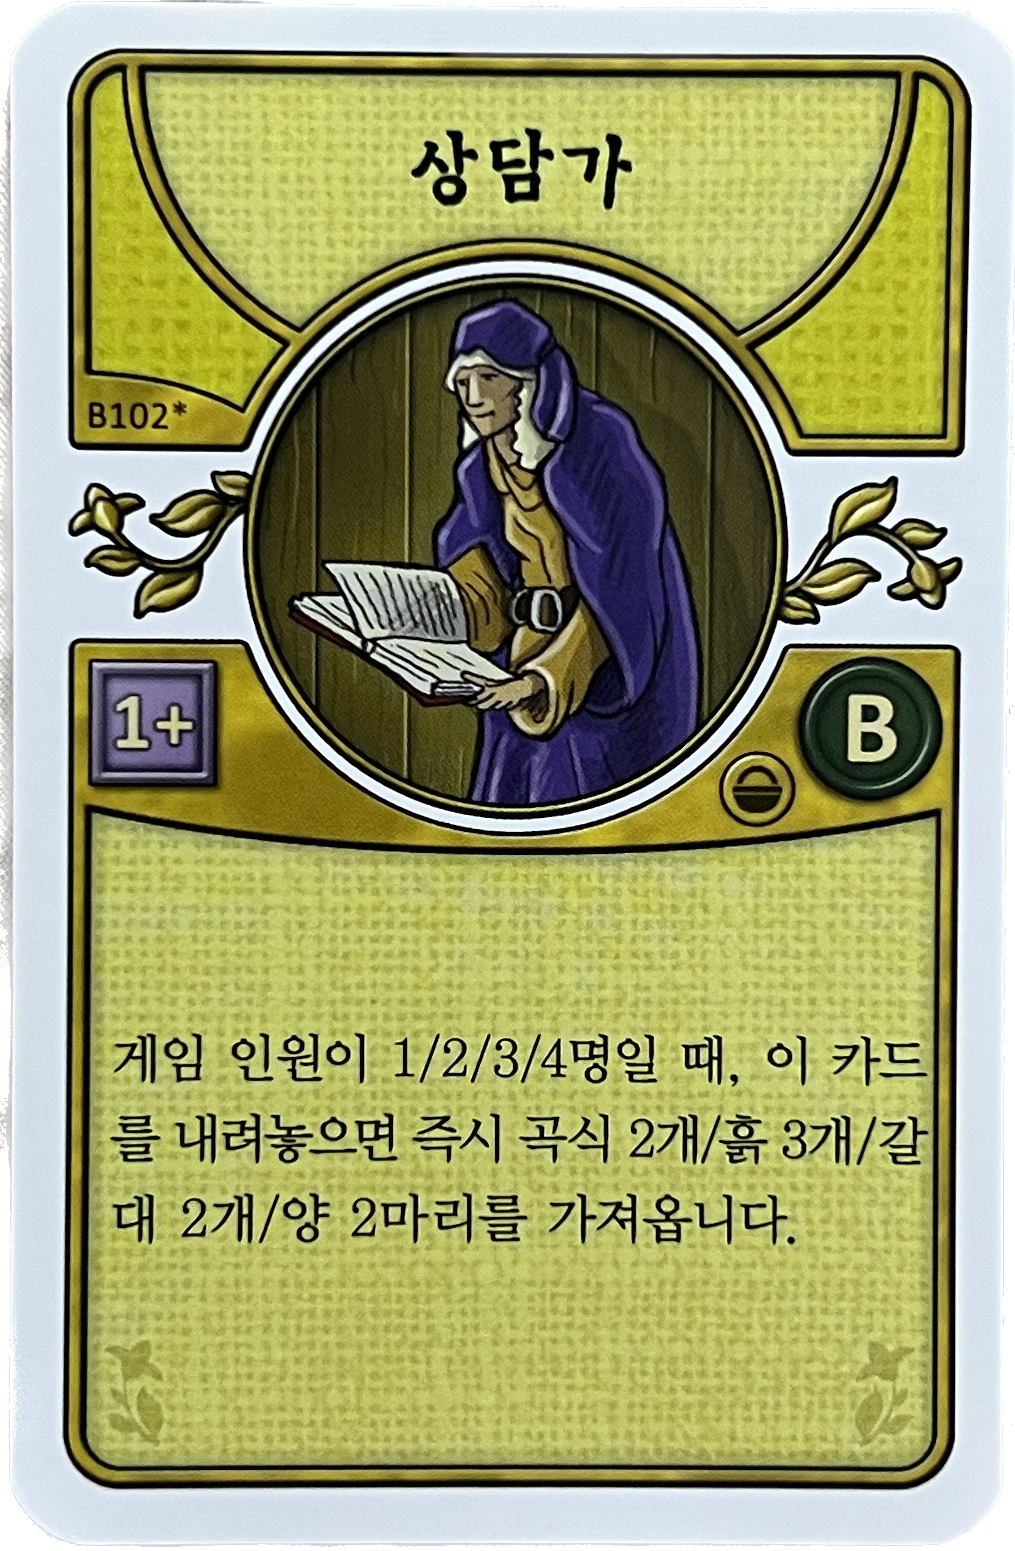 상담가
B102*
1+
B
게임 인원이 1/2/3/4명일 때, 이 카드
를 내려놓으면 즉시 곡식 2개/흙 3개/갈
대 2개/양 2마리를 가져옵니다.